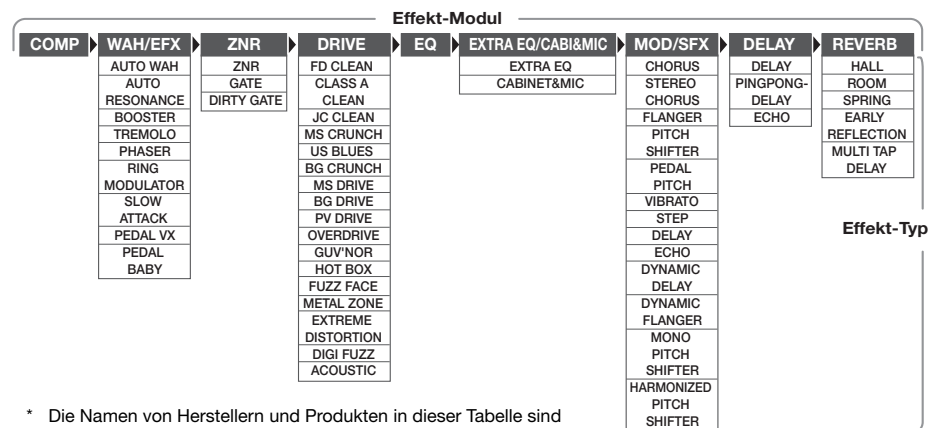 Effekt-Modul
COMP WAH/EFX ZNR DRIVE EQ EXTRA EQ/CABI&MIC MOD/SFX DELAY REVERB
AUTO WAH
AUTO
RESONANCE
BOOSTER
TREMOLO
PHASER
RING
MODULATOR
SLOW
ATTACK
PEDAL VX
PEDAL
BABY
ZNR
GATE
DIRTY GATE
FD CLEAN
CLASS A
CLEAN
JC CLEAN
MS CRUNCH
US BLUES
BG CRUNCH
MS DRIVE
BG DRIVE
PV DRIVE
OVERDRIVE
GUV'NOR
HOT BOX
FUZZ FACE
METAL ZONE
EXTREME
DISTORTION
DIGI FUZZ
ACOUSTIC
EXTRA EQ
CABINET&MIC
CHORUS
STEREO
CHORUS
FLANGER
PITCH
SHIFTER
PEDAL
PITCH
VIBRATO
STEP
DELAY
ECHO
DYNAMIC
DELAY
DYNAMIC
FLANGER
MONO
PITCH
SHIFTER
HARMONIZED
PITCH
SHIFTER
DELAY
PINGPONG-
DELAY
ECHO
HALL
ROOM
SPRING
EARLY
REFLECTION
MULTI TAP
DELAY
Effekt-Typ
* Die Namen von Herstellern und Produkten in dieser Tabelle sind